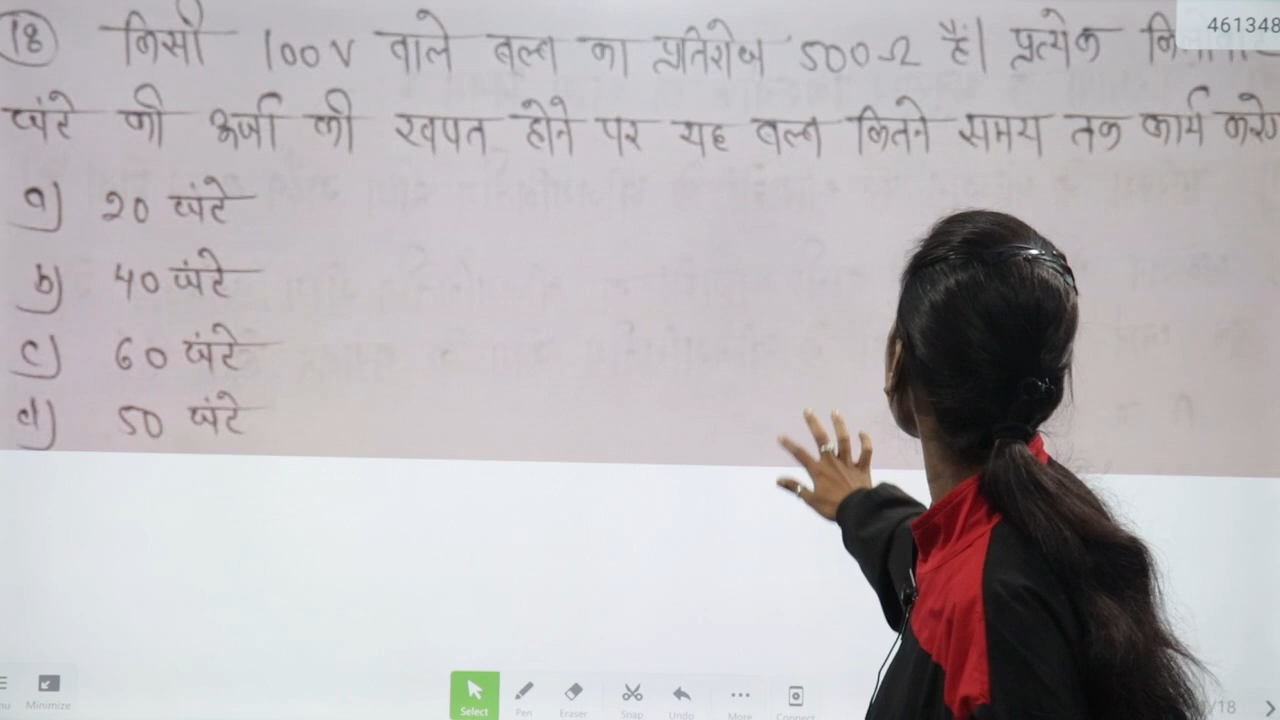 18 किसी 100V वाले बल्ब का प्रतिरोध 500Ω हैं। प्रत्येक
घंटे की ऊर्जा की खपत होने पर यह बल्ब कितने समय तक कार्य
a) 20 घंटे
b) 40 घंटे
c) 60 घंटे
d) 50 घंटे
461348
Minimize
Select Pen Eraser Snap Undo More Connect
/18